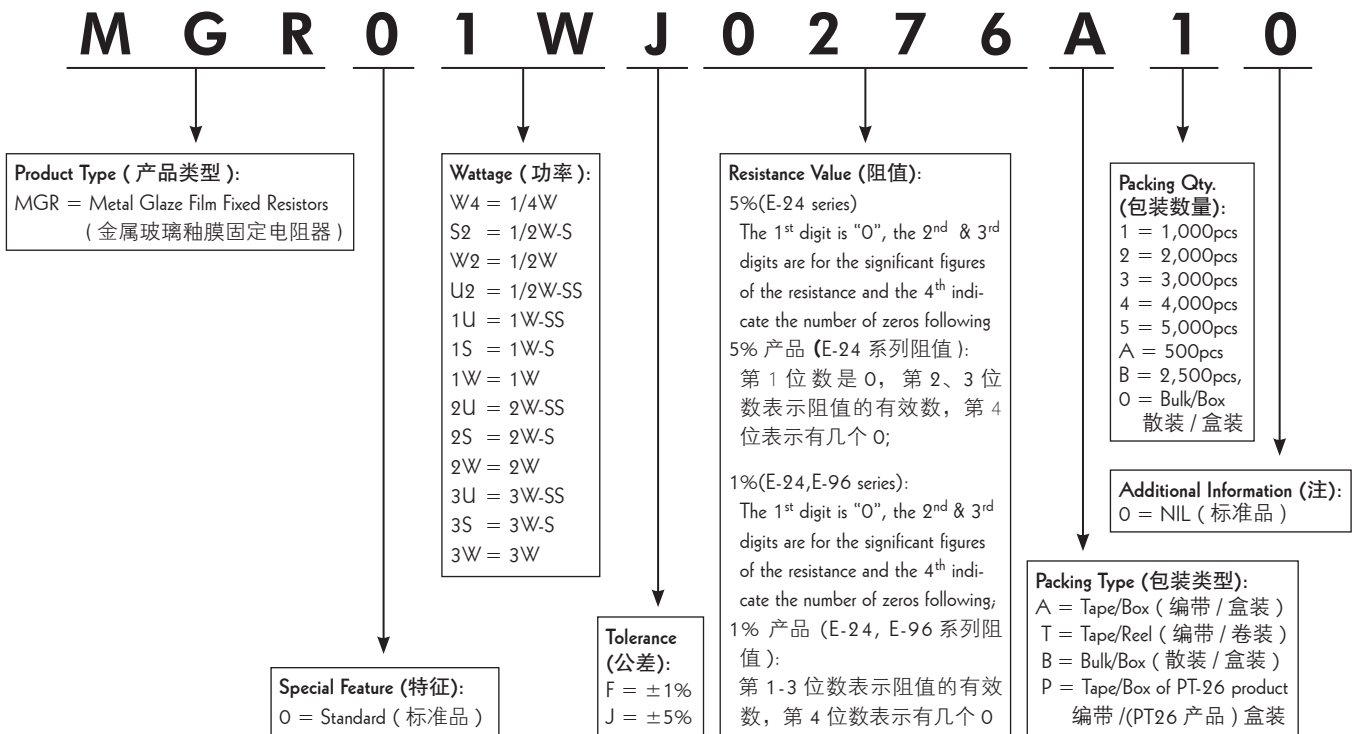 M G R 0 1 W J 0 2 7 6 A 1 0
Product Type ( 产品类型 ):
MGR = Metal Glaze Film Fixed Resistors
( 金属玻璃釉膜固定电阻器 )
Special Feature (特征):
0 = Standard ( 标准品 )
Wattage ( 功率 ):
W4 = 1/4W
S2 = 1/2W-S
W2 = 1/2W
U2 = 1/2W-SS
1U = 1W-SS
1S = 1W-S
1W = 1W
2U = 2W-SS
2S = 2W-S
2W = 2W
3U = 3W-SS
3S = 3W-S
3W = 3W
Tolerance
(公差):
F = ±1%
J = ±5%
Resistance Value (阻值):
5%(E-24 series)
The 1st digit is “0”, the 2nd & 3rd
digits are for the significant figures
of the resistance and the 4th indi-
cate the number of zeros following
5% 产品 (E-24 系列阻值 ):
第 1 位 数 是 0， 第 2、3 位
数表示阻值的有效数，第 4
位表示有几个 0;
1%(E-24,E-96 series):
The 1st digit is “0”, the 2nd & 3rd
digits are for the significant figures
of the resistance and the 4th indi-
cate the number of zeros following;
1% 产品 (E-24, E-96 系列阻
值 ):
第 1-3 位数表示阻值的有效
数，第 4 位数表示有几个 0
Packing Qty.
(包装数量):
1 = 1,000pcs
2 = 2,000pcs
3 = 3,000pcs
4 = 4,000pcs
5 = 5,000pcs
A = 500pcs
B = 2,500pcs,
0 = Bulk/Box
散装 / 盒装
Additional Information (注):
0 = NIL ( 标准品 )
Packing Type (包装类型):
A = Tape/Box ( 编带 / 盒装 )
T = Tape/Reel ( 编带 / 卷装 )
B = Bulk/Box ( 散装 / 盒装 )
P = Tape/Box of PT-26 product
编带 /(PT26 产品 ) 盒装